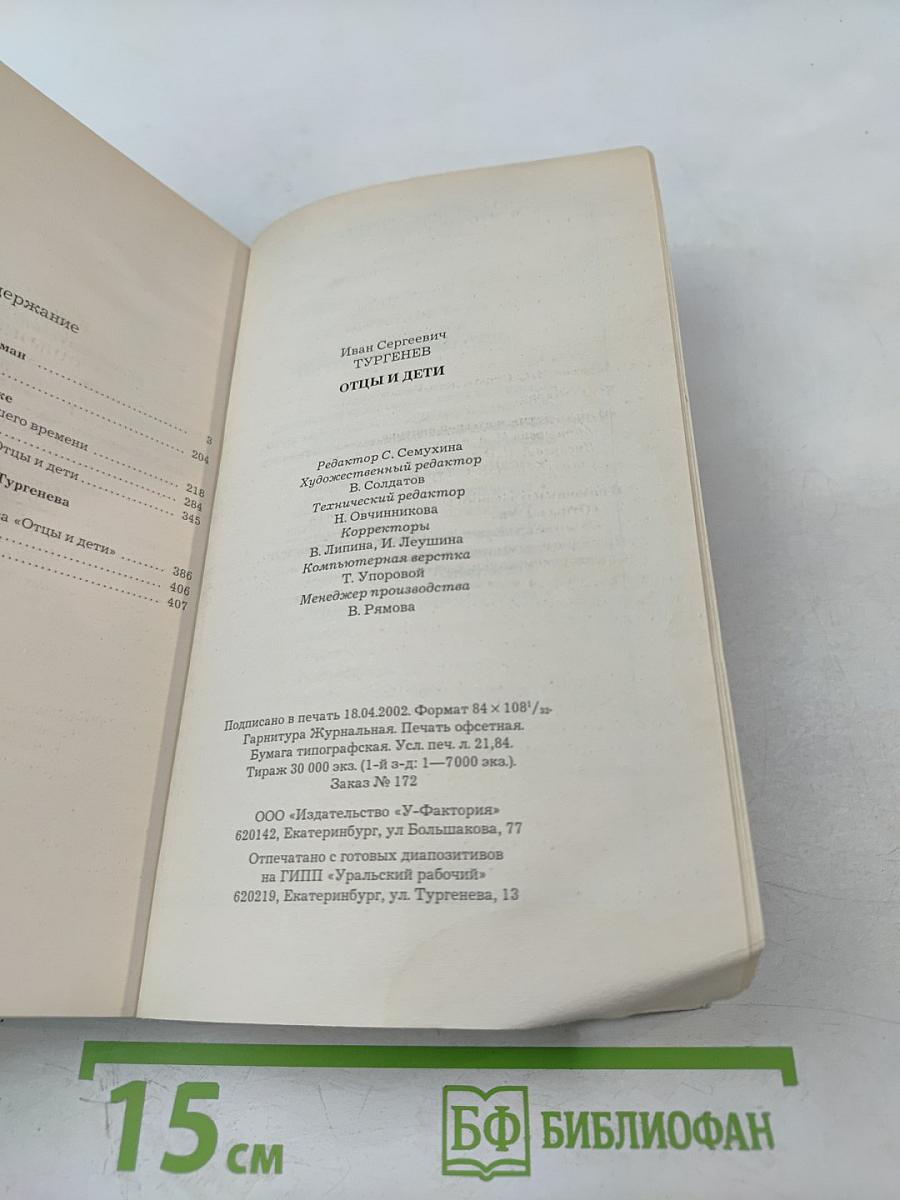 держание
ман
ке
шего времени
3
204
218
Отцы и дети
284
Тургенева
345
а «Отцы и дети»
386
406
407
Иван Сергеевич
ТУРГЕНЕВ
ОТЦЫ И ДЕТИ
Редактор С. Семухина
Художественный редактор
В. Солдатов
Технический редактор
Н. Овчинникова
Корректоры
В. Липина, И. Леушина
Компьютерная верстка
Т. Упоровой
Менеджер производства
В. Рямова
Подписано в печать 18.04.2002. Формат 84 × 108¹/₃₂.
Гарнитура Журнальная. Печать офсетная.
Бумага типографская. Усл. печ. л. 21,84.
Тираж 30 000 экз. (1-й з-д: 1—7000 экз.).
Заказ № 172
ООО «Издательство «У-Фактория»
620142, Екатеринбург, ул Большакова, 77
Отпечатано с готовых диапозитивов
на ГИПП «Уральский рабочий»
620219, Екатеринбург, ул. Тургенева, 13
15 см
БФ БИБЛИОФАН